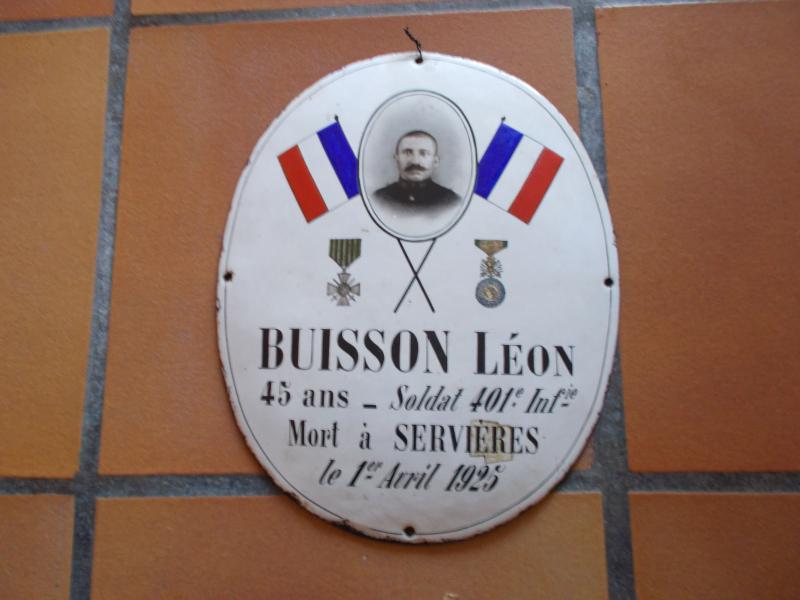 BUISSON LÉON
45 ans - Soldat 401e. Infie
Mort à SERVIÈRES
le 1er Avril 1925